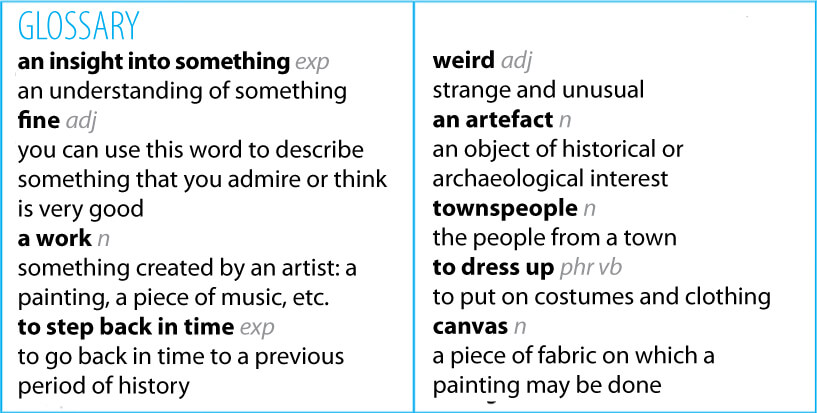 GLOSSARY
an insight into something exp
an understanding of something
fine adj
you can use this word to describe
something that you admire or think
is very good
a work n
something created by an artist: a
painting, a piece of music, etc.
to step back in time exp
to go back in time to a previous
period of history
weird adj
strange and unusual
an artefact n
an object of historical or
archaeological interest
townspeople n
the people from a town
to dress up phr vb
to put on costumes and clothing
canvas n
a piece of fabric on which a
painting may be done